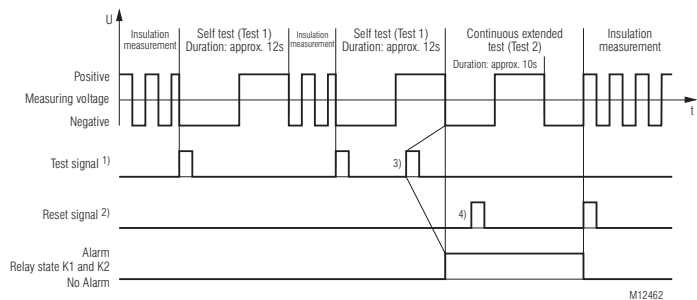 U
Insulation
measurement
Self test (Test 1)
Duration: approx. 12s
Insulation
measurement
Self test (Test 1)
Duration: approx. 12s
Continuous extended
test (Test 2)
Duration: approx. 10s
Insulation
measurement
Positive
Measuring voltage
Negative
t
Test signal 1)
3)
Reset signal 2)
4)
Alarm
Relay state K1 and K2
No Alarm
M12462